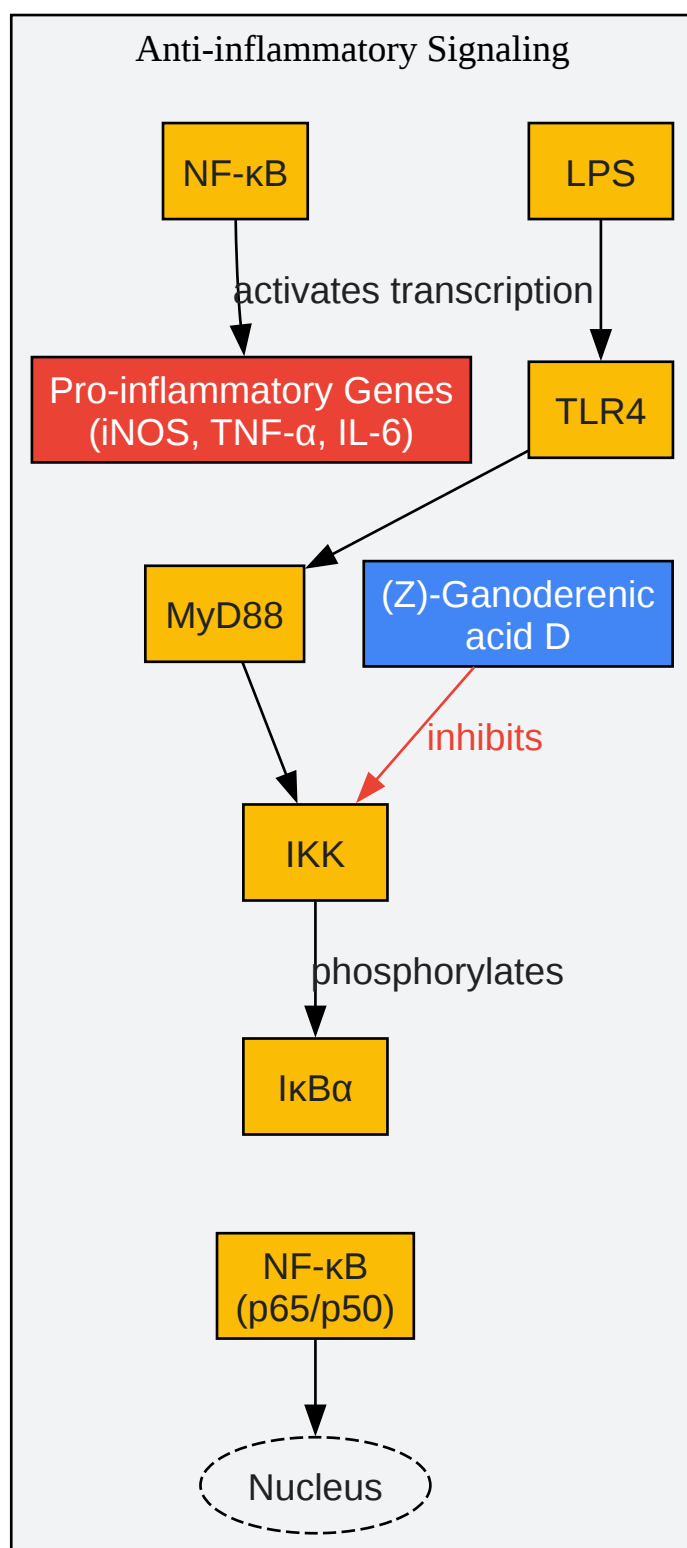 Anti-inflammatory Signaling
NF-κB
LPS
activates transcription
Pro-inflammatory Genes
(iNOS, TNF-α, IL-6)
TLR4
MyD88
(Z)-Ganoderenic
acid D
inhibits
IKK
phosphorylates
IκBα
NF-κB
(p65/p50)
Nucleus